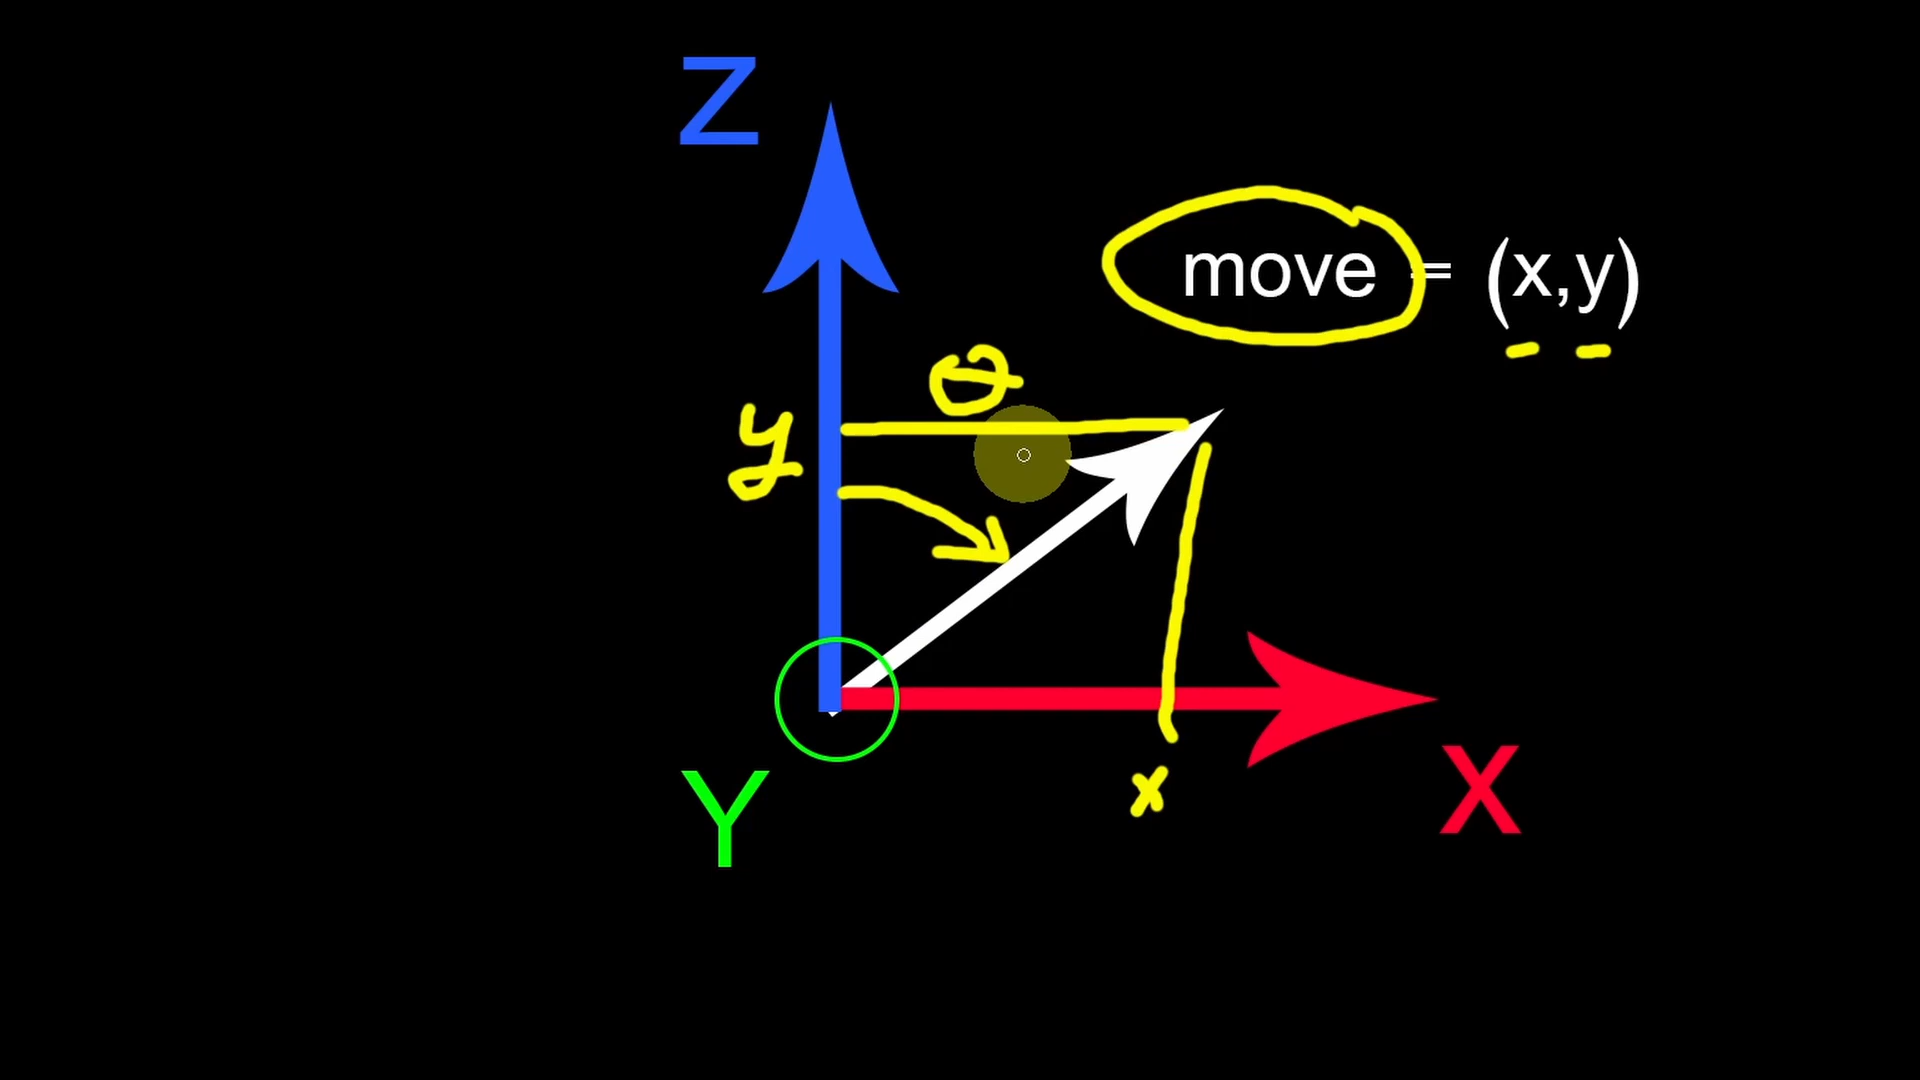 Z
move = (x,y)
θ
y
x
X
Y